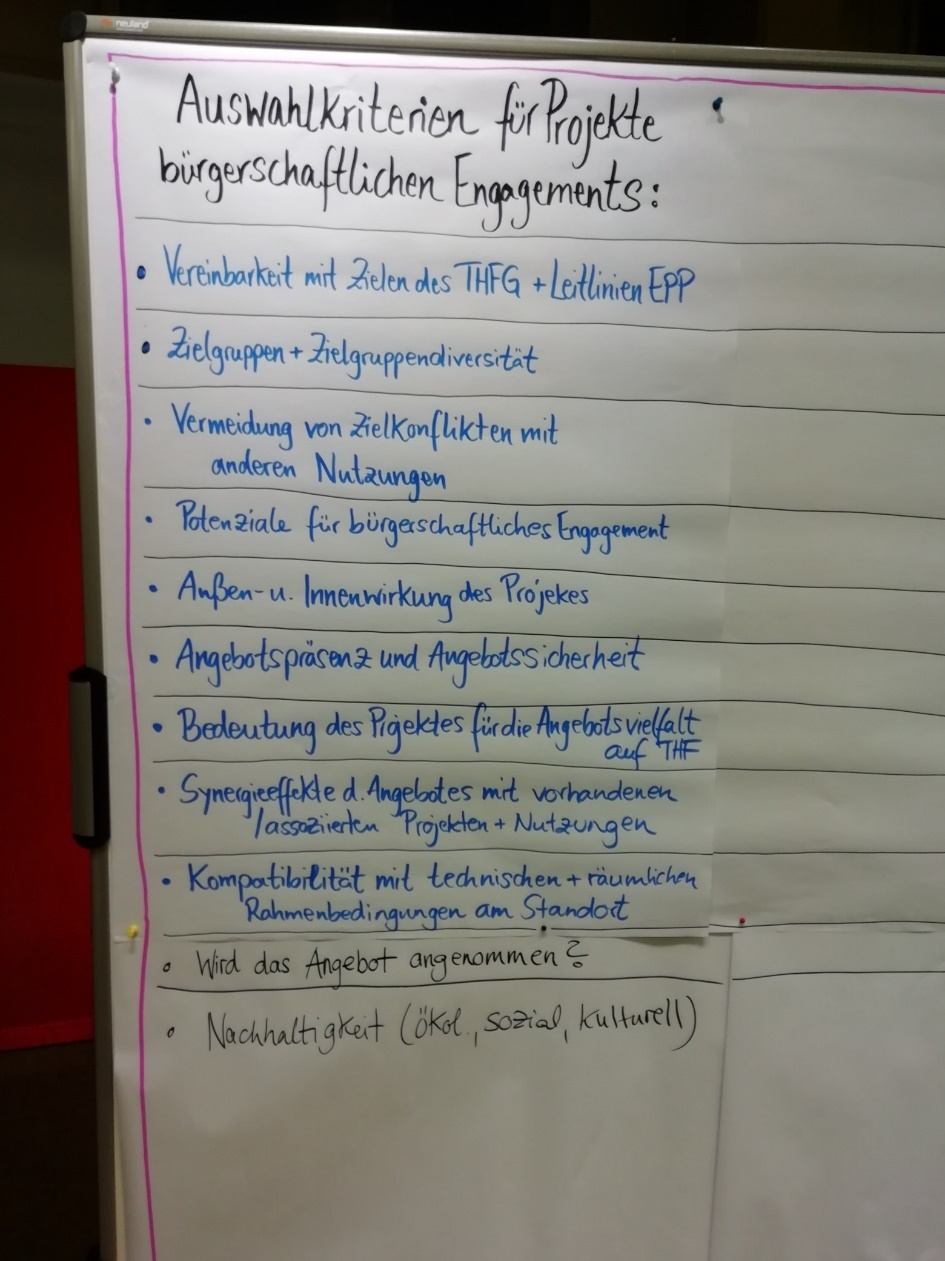 neuland
Auswahlkriterien für Projekte
bürgerschaftlichen Engagements:
• Vereinbarkeit mit Zielen des THFG + Leitlinien EPP
• Zielgruppen + Zielgruppendiversität
• Vermeidung von Zielkonflikten mit
anderen Nutzungen
• Potenziale für bürgerschaftliches Engagement
• Außen- u. Innenwirkung des Projekes
• Angebotspräsenz und Angebotssicherheit
• Bedeutung des Projektes für die Angebotsvielfalt
auf THF
• Synergieeffekte d. Angebotes mit vorhandenen
/assoziierten Projekten + Nutzungen
• Kompatibilität mit technischen + räumlichen
Rahmenbedingungen am Standort
• Wird das Angebot angenommen?
• Nachhaltigkeit (ökol., sozial, kulturell)